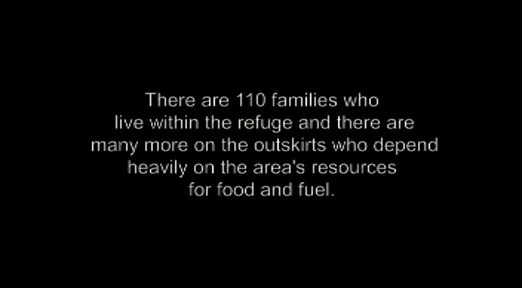 There are 110 families who
live within the refuge and there are
many more on the outskirts who depend
heavily on the area's resources
for food and fuel.